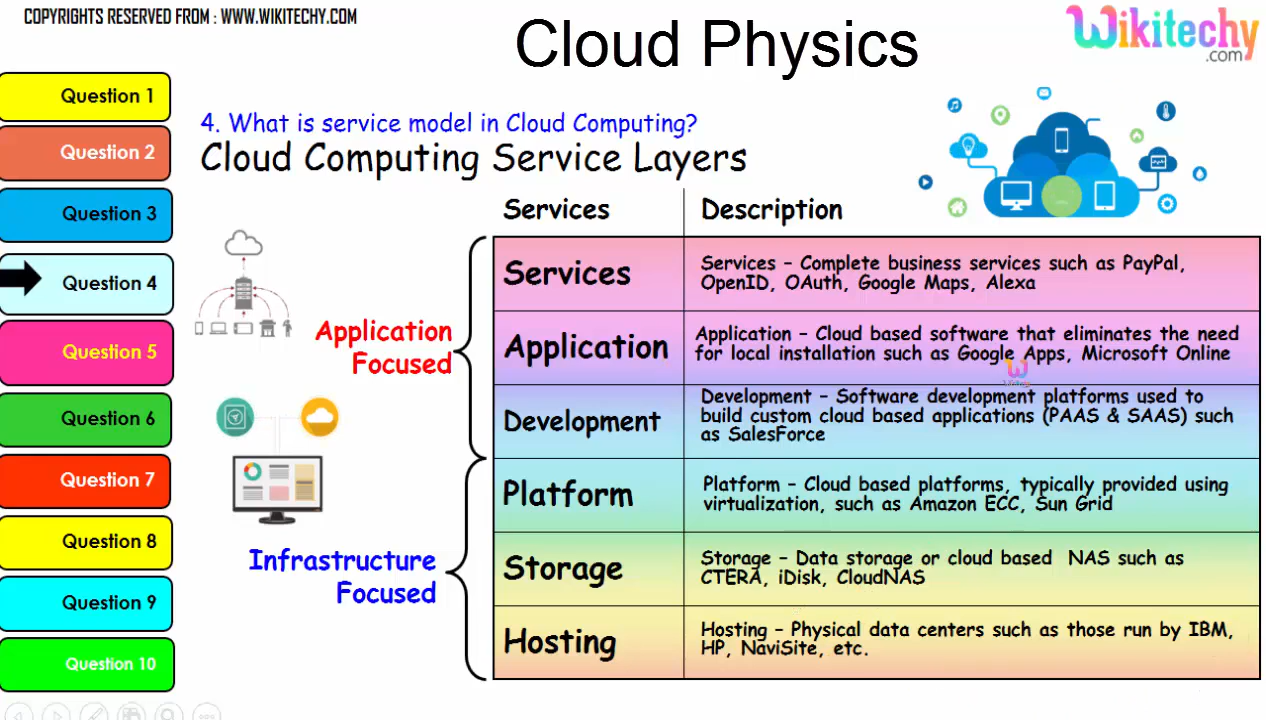 COPYRIGHTS RESERVED FROM : WWW.WIKITECHY.COM
Cloud Physics
Wikitechy
.com
Question 1
Question 2
Question 3
Question 4
Question 5
Question 6
Question 7
Question 8
Question 9
Question 10
4. What is service model in Cloud Computing?
Cloud Computing Service Layers
Services Description
Application
Focused
Infrastructure
Focused
Services
Services – Complete business services such as PayPal,
OpenID, OAuth, Google Maps, Alexa
Application
Application – Cloud based software that eliminates the need
for local installation such as Google Apps, Microsoft Online
Wikitechy
Development
Development – Software development platforms used to
build custom cloud based applications (PAAS & SAAS) such
as SalesForce
Platform
Platform – Cloud based platforms, typically provided using
virtualization, such as Amazon ECC, Sun Grid
Storage
Storage – Data storage or cloud based NAS such as
CTERA, iDisk, CloudNAS
Hosting
Hosting – Physical data centers such as those run by IBM,
HP, NaviSite, etc.